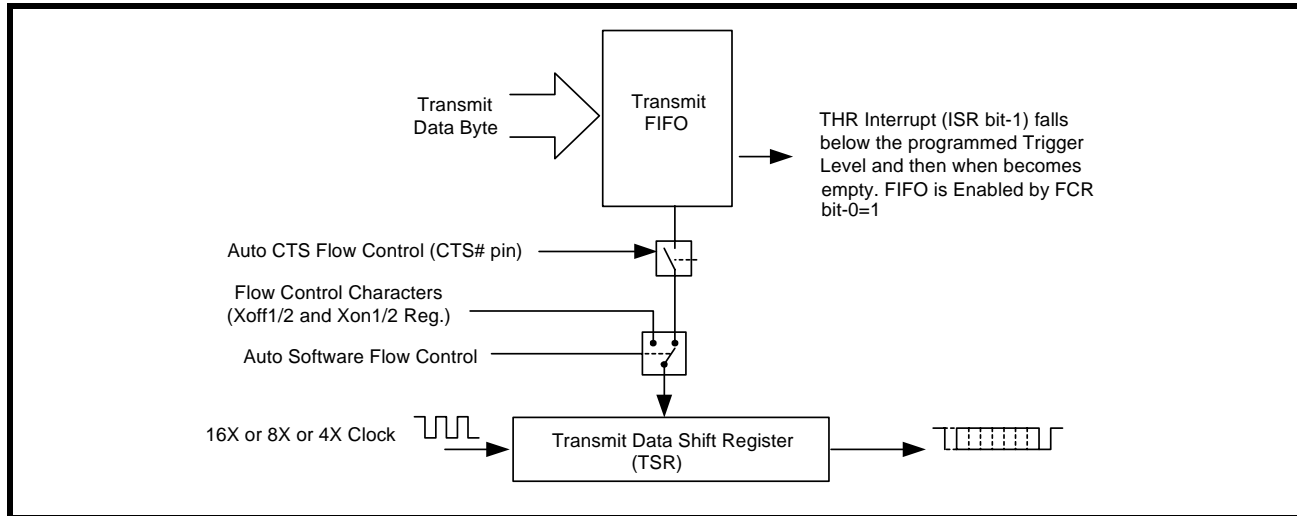 Transmit
Data Byte
Transmit
FIFO
THR Interrupt (ISR bit-1) falls
below the programmed Trigger
Level and then when becomes
empty. FIFO is Enabled by FCR
bit-0=1
Auto CTS Flow Control (CTS# pin)
Flow Control Characters
(Xoff1/2 and Xon1/2 Reg.)
Auto Software Flow Control
16X or 8X or 4X Clock
Transmit Data Shift Register
(TSR)